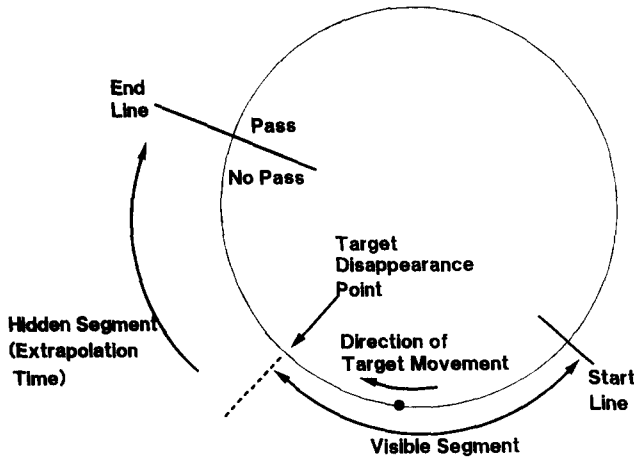 End
Line
Pass
No Pass
Target
Disappearance
Point
Hidden Segment
(Extrapolation
Time)
Direction of
Target Movement
Start
Line
Visible Segment